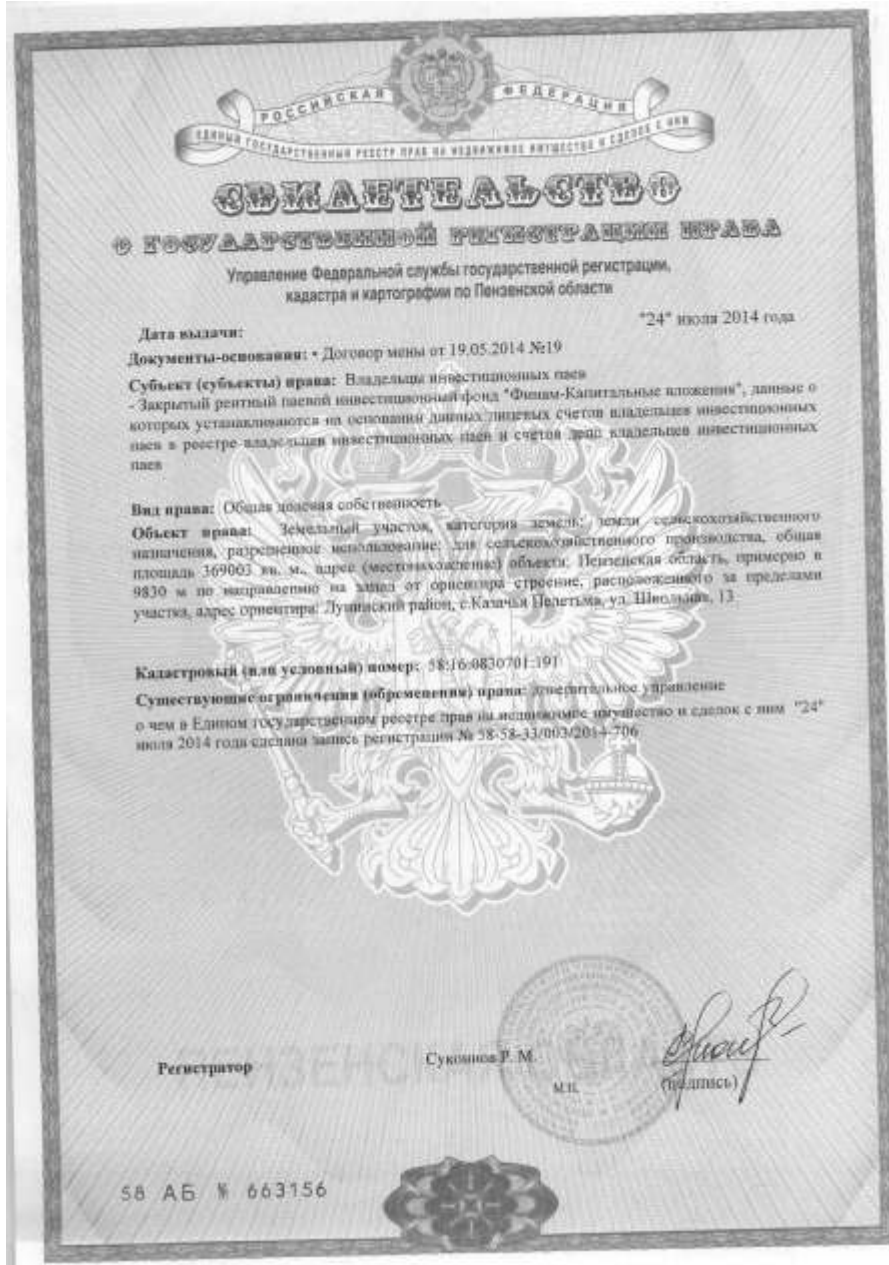 РОССИЙСКАЯ ФЕДЕРАЦИЯ
ЕДИНЫЙ ГОСУДАРСТВЕННЫЙ РЕЕСТР ПРАВ НА НЕДВИЖИМОЕ ИМУЩЕСТВО И СДЕЛОК С НИМ
СВИДЕТЕЛЬСТВО
О ГОСУДАРСТВЕННОЙ РЕГИСТРАЦИИ ПРАВА
Управление Федеральной службы государственной регистрации,
кадастра и картографии по Пензенской области
Дата выдачи: "24" июля 2014 года
Документы-основания: • Договор мены от 19.05.2014 №19
Субъект (субъекты) права: Владельцы инвестиционных паев
- Закрытый рентный паевой инвестиционный фонд "Финам-Капитальные вложения", данные о
которых устанавливаются на основании данных лицевых счетов владельцев инвестиционных
паев в реестре владельцев инвестиционных паев и счетов депо владельцев инвестиционных
паев
Вид права: Общая долевая собственность
Объект права: Земельный участок, категория земель: земли сельскохозяйственного
назначения, разрешенное использование: для сельскохозяйственного производства, общая
площадь 369003 кв. м., адрес (местонахождение) объекта: Пензенская область, примерно в
9830 м по направлению на запад от ориентира строение, расположенного за пределами
участка, адрес ориентира: Лунинский район, с.Казачья Пелетьма, ул. Школьная, 13
Кадастровый (или условный) номер: 58:16:0830701:191
Существующие ограничения (обременения) права: доверительное управление
о чем в Едином государственном реестре прав на недвижимое имущество и сделок с ним "24"
июля 2014 года сделана запись регистрации № 58-58-33/003/2014-706
Регистратор Суконнов Р. М.
М.П. (подпись)
58 АБ № 663156